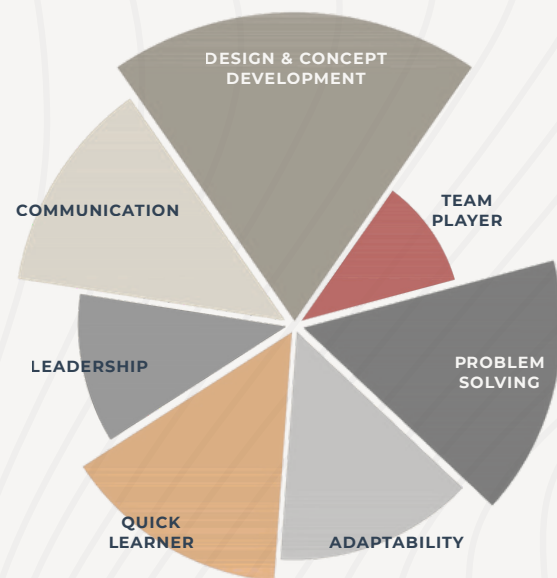 DESIGN & CONCEPT
DEVELOPMENT
TEAM
PLAYER
COMMUNICATION
PROBLEM
SOLVING
LEADERSHIP
QUICK
LEARNER
ADAPTABILITY